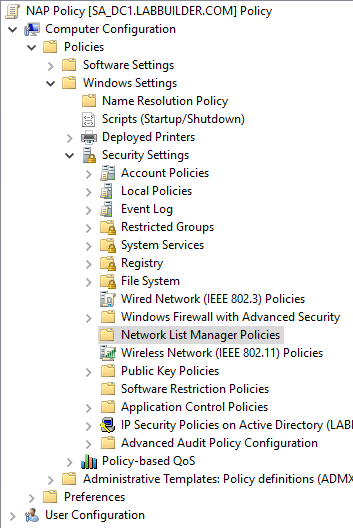 NAP Policy [SA_DC1.LABBUILDER.COM] Policy
Computer Configuration
Policies
Software Settings
Windows Settings
Name Resolution Policy
Scripts (Startup/Shutdown)
Deployed Printers
Security Settings
Account Policies
Local Policies
Event Log
Restricted Groups
System Services
Registry
File System
Wired Network (IEEE 802.3) Policies
Windows Firewall with Advanced Security
Network List Manager Policies
Wireless Network (IEEE 802.11) Policies
Public Key Policies
Software Restriction Policies
Application Control Policies
IP Security Policies on Active Directory (LAB
Advanced Audit Policy Configuration
Policy-based QoS
Administrative Templates: Policy definitions (ADMX
Preferences
User Configuration